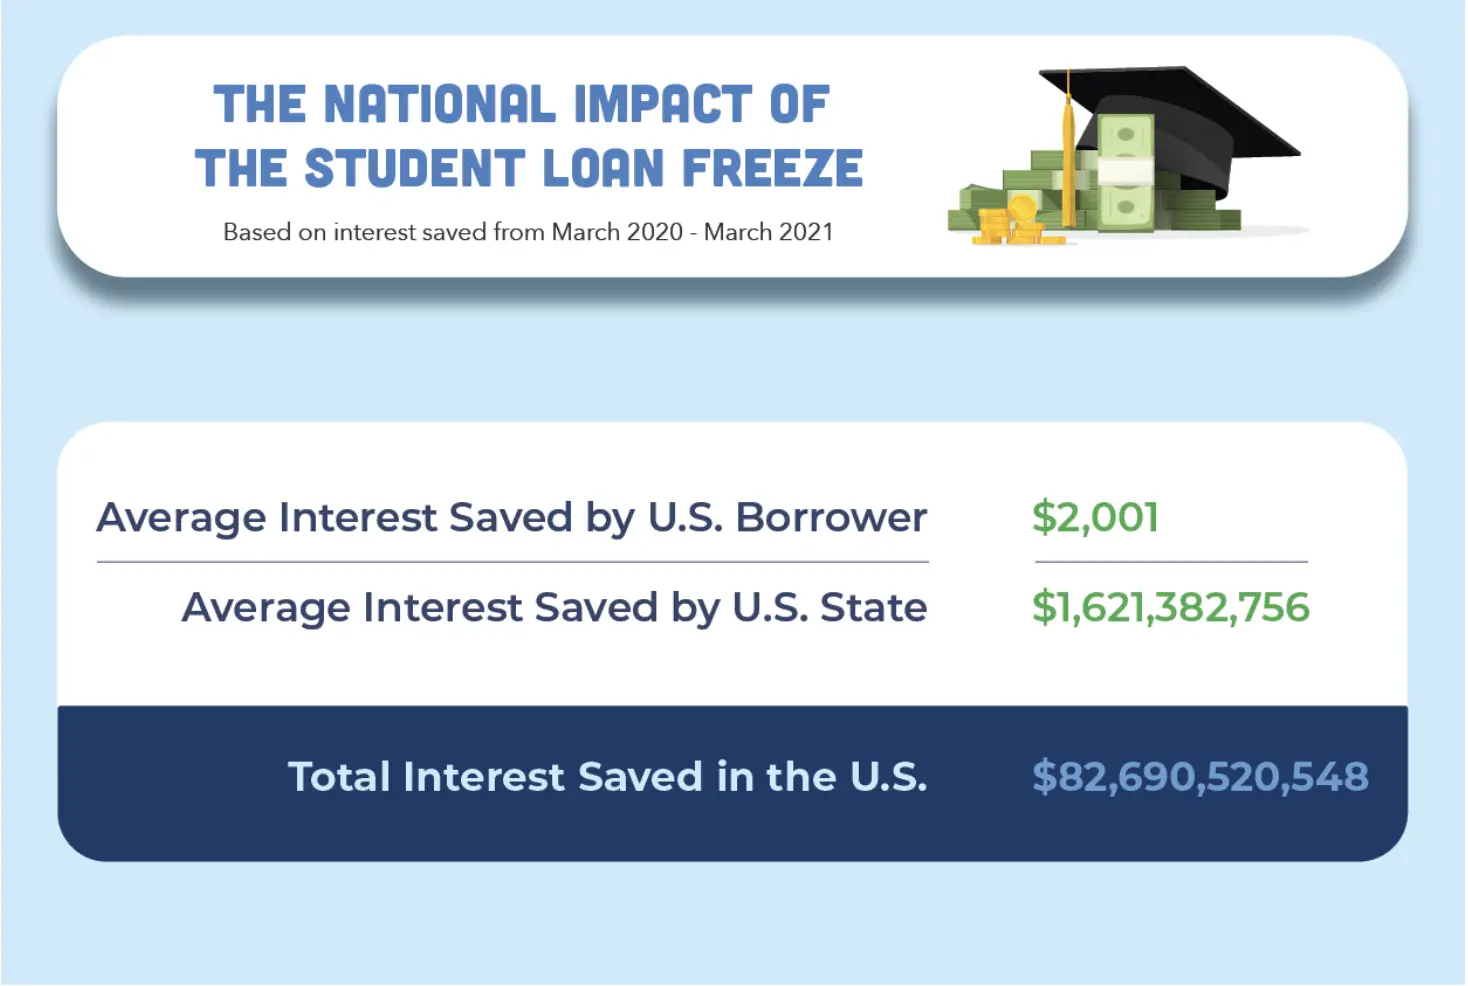 THE NATIONAL IMPACT OF
THE STUDENT LOAN FREEZE
Based on interest saved from March 2020 - March 2021
Average Interest Saved by U.S. Borrower $2,001
Average Interest Saved by U.S. State $1,621,382,756
Total Interest Saved in the U.S. $82,690,520,548